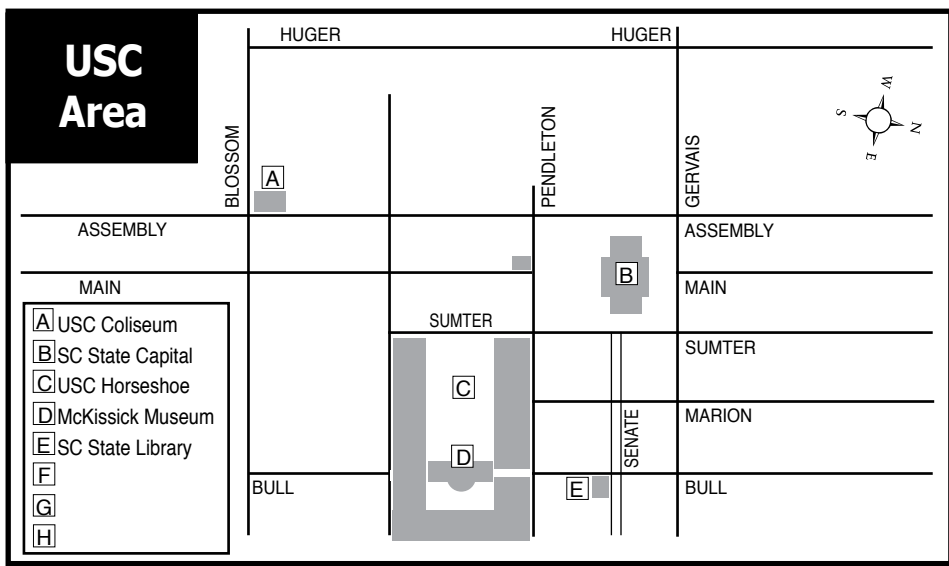 USC
Area
HUGER
HUGER
W
S
N
E
BLOSSOM
PENDLETON
GERVAIS
A
ASSEMBLY
ASSEMBLY
B
MAIN
MAIN
SUMTER
SUMTER
C
MARION
SENATE
D
BULL
E
BULL
A USC Coliseum
B SC State Capital
C USC Horseshoe
D McKissick Museum
E SC State Library
F
G
H